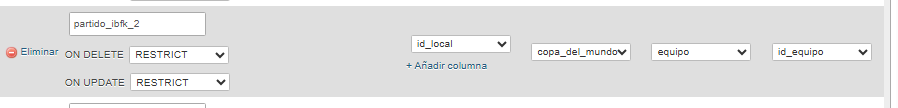 partido_ibfk_2
Eliminar
ON DELETE RESTRICT
ON UPDATE RESTRICT
id_local
+ Añadir columna
copa_del_mundo
equipo
id_equipo